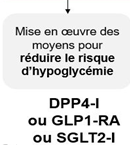 Mise en œuvre des
moyens pour
réduire le risque
d'hypoglycémie
DPP4-I
ou GLP1-RA
ou SGLT2-I